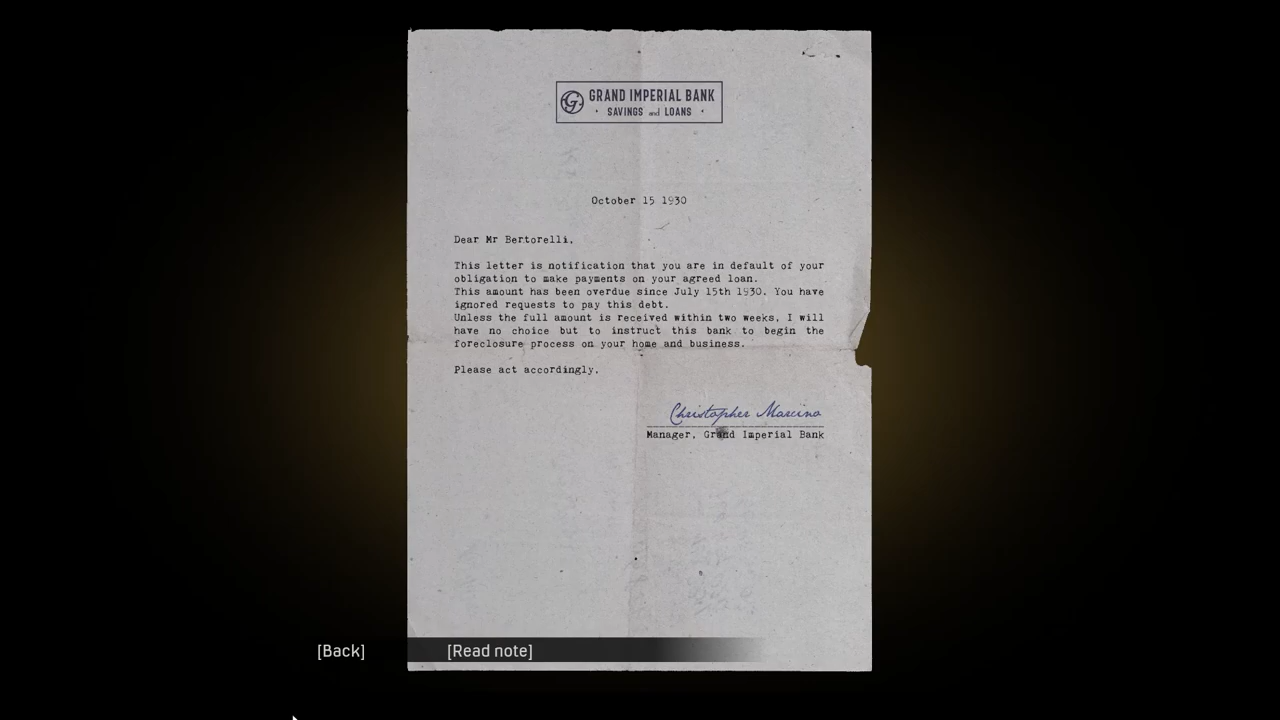 GRAND IMPERIAL BANK
· SAVINGS and LOANS ·
October 15 1930
Dear Mr Bertorelli,
This letter is notification that you are in default of your
obligation to make payments on your agreed loan.
This amount has been overdue since July 15th 1930. You have
ignored requests to pay this debt.
Unless the full amount is received within two weeks, I will
have no choice but to instruct this bank to begin the
foreclosure process on your home and business.
Please act accordingly,
Christopher Marcino
Manager, Grand Imperial Bank
[Back] [Read note]